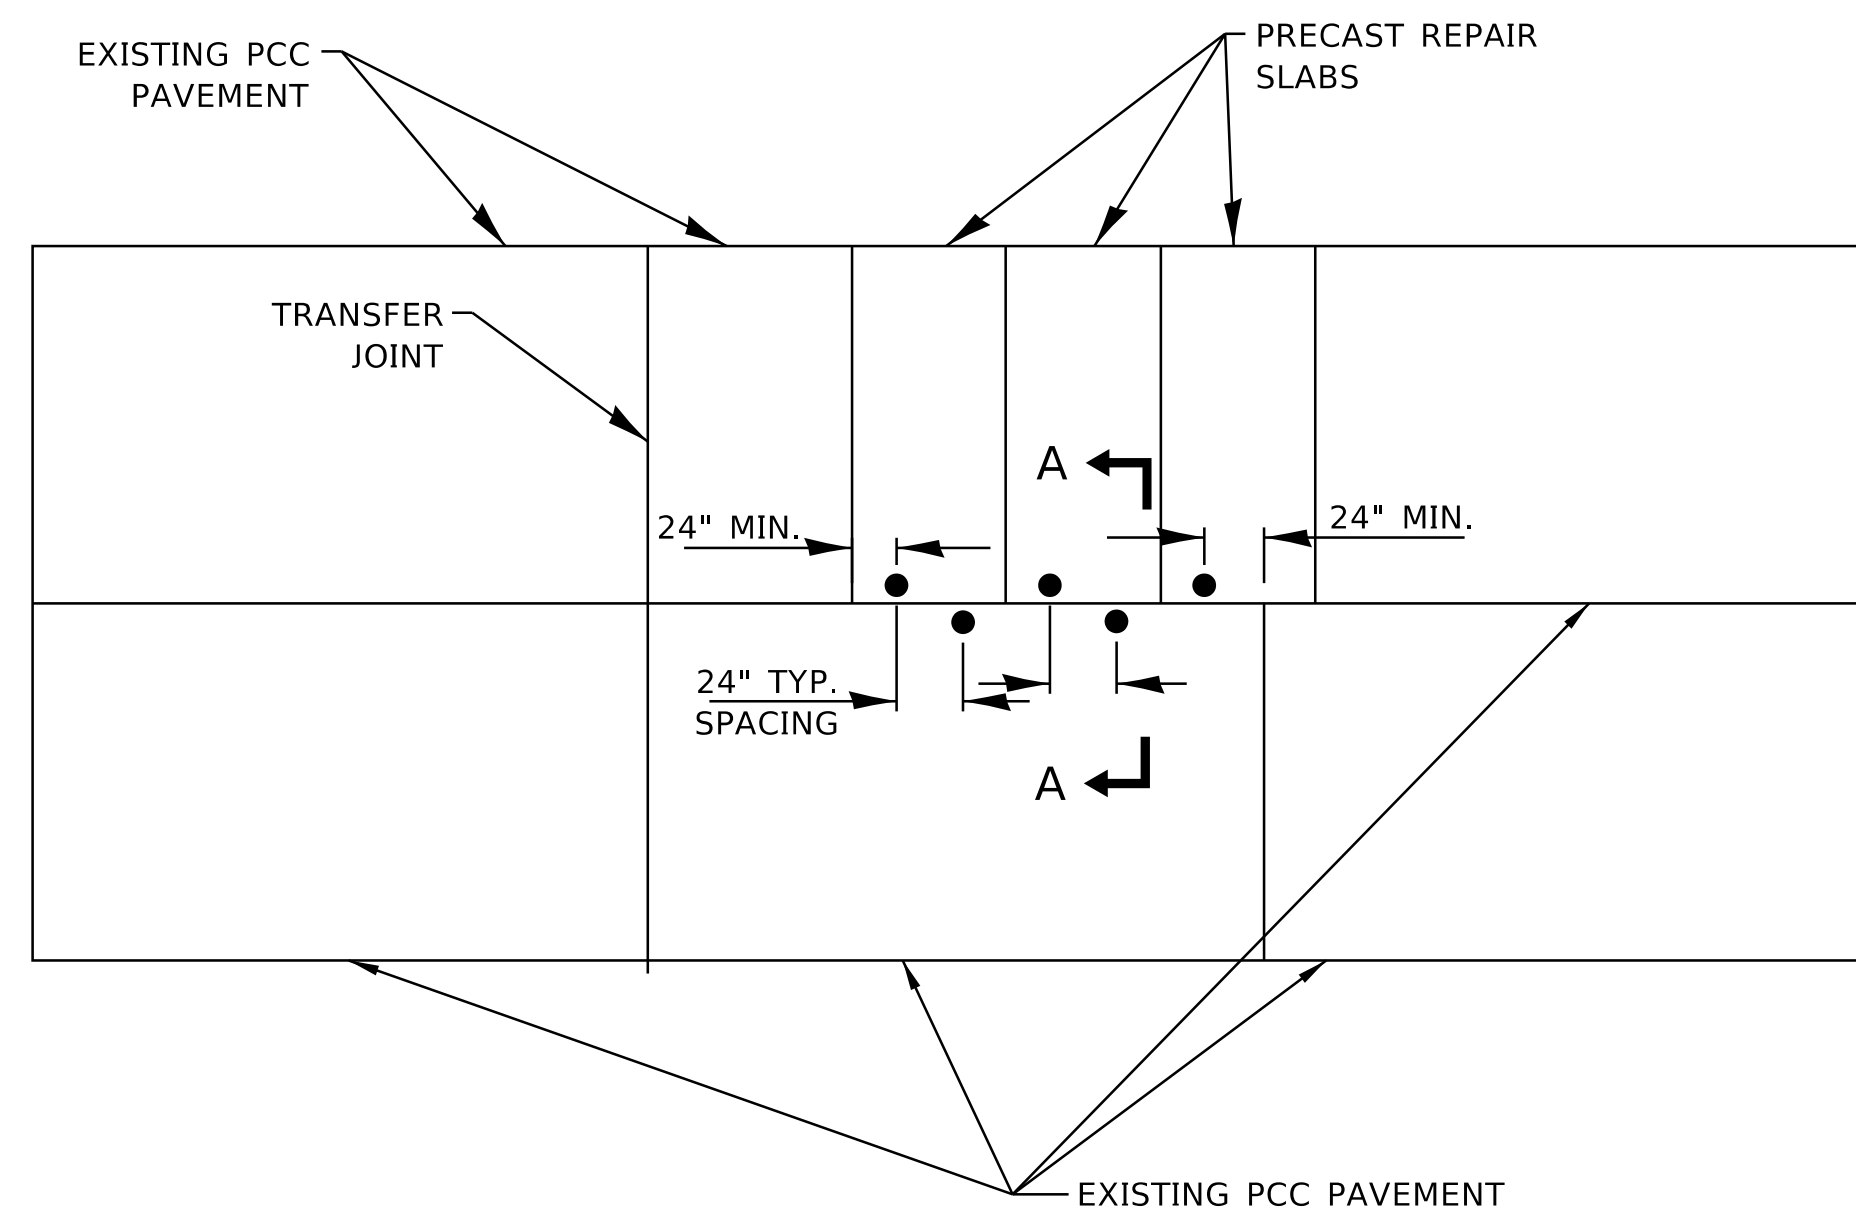 EXISTING PCC
PAVEMENT
PRECAST REPAIR
SLABS
TRANSFER
JOINT
A
24" MIN.
24" MIN.
24" TYP.
SPACING
A
EXISTING PCC PAVEMENT